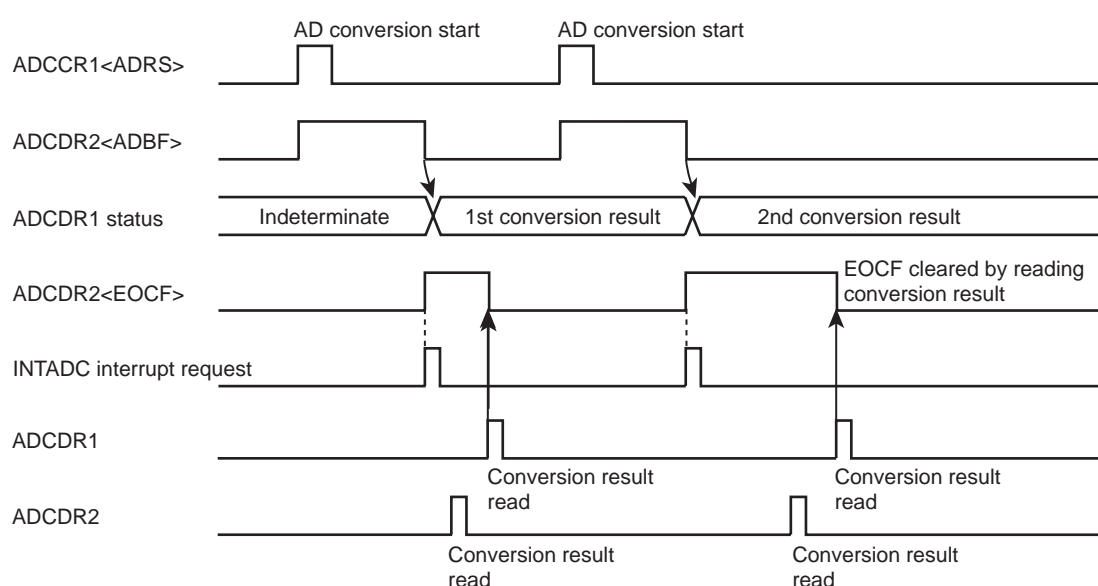 AD conversion start
AD conversion start
ADCCR1<ADRS>
ADCDR2<ADBF>
ADCDR1 status
Indeterminate
1st conversion result
2nd conversion result
EOCF cleared by reading
conversion result
ADCDR2<EOCF>
INTADC interrupt request
ADCDR1
Conversion result
read
Conversion result
read
ADCDR2
Conversion result
read
Conversion result
read